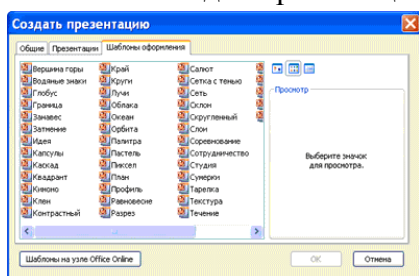 Создать презентацию
Общие Презентации Шаблоны оформления
Вершина горы Край Салют
Водяные знаки Круги Сетка с тенью
Глобус Лучи Сеть
Граница Облака Склон
Занавес Океан Скругленный
Затмение Орбита Слои
Идея Палитра Соревнование
Капсулы Пастель Сотрудничество
Каскад Пиксел Студия
Квадрант План Сумерки
Кимоно Профиль Тарелка
Клен Равновесие Текстура
Контрастный Разрез Течение
Просмотр
Выберите значок
для просмотра.
Шаблоны на узле Office Online
ОК Отмена